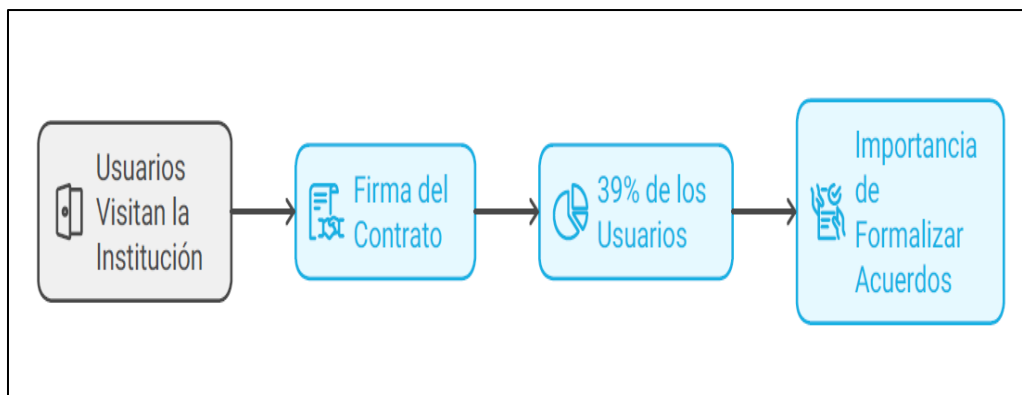 Usuarios
Visitan la
Institución
Firma del
Contrato
39% de los
Usuarios
Importancia
de
Formalizar
Acuerdos